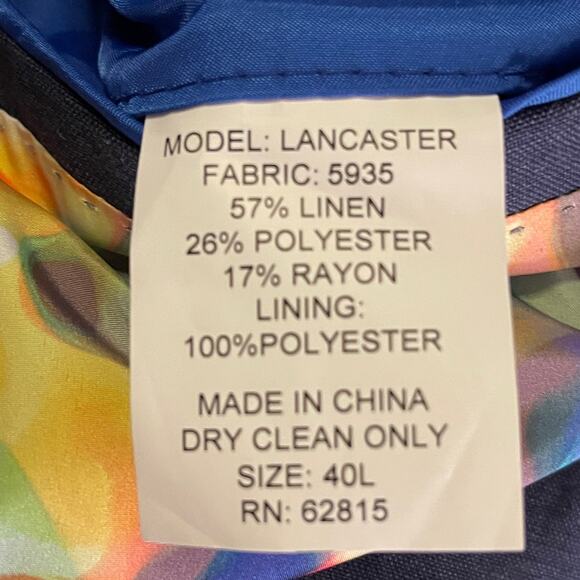 MODEL: LANCASTER
FABRIC: 5935
57% LINEN
26% POLYESTER
17% RAYON
LINING:
100%POLYESTER
MADE IN CHINA
DRY CLEAN ONLY
SIZE: 40L
RN: 62815